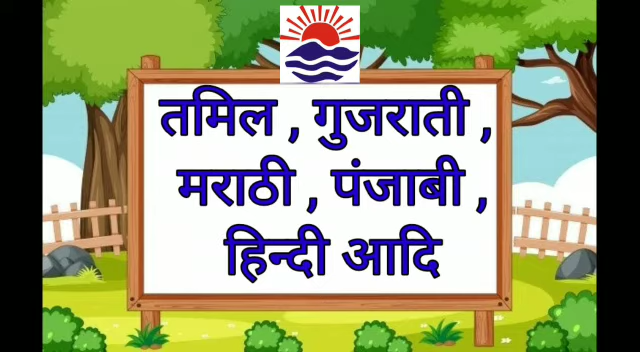 तमिल , गुजराती ,
मराठी , पंजाबी ,
हिन्दी आदि